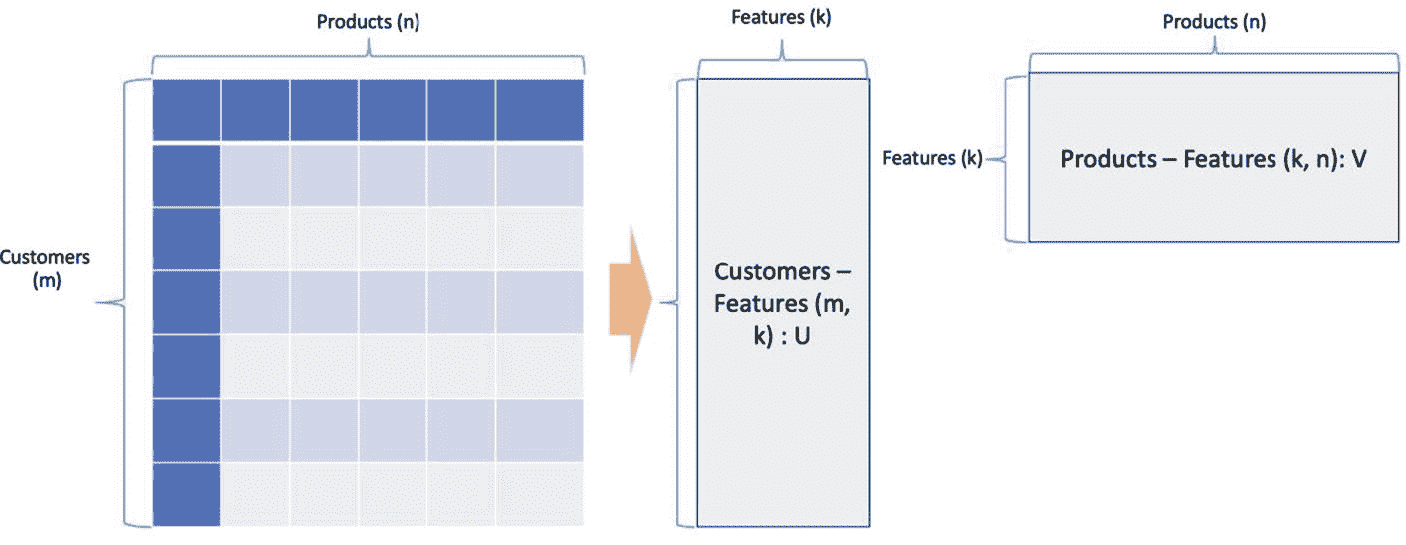 Products (n)
Customers
(m)
Features (k)
Customers –
Features (m,
k) : U
Products (n)
Features (k)
Products – Features (k, n): V